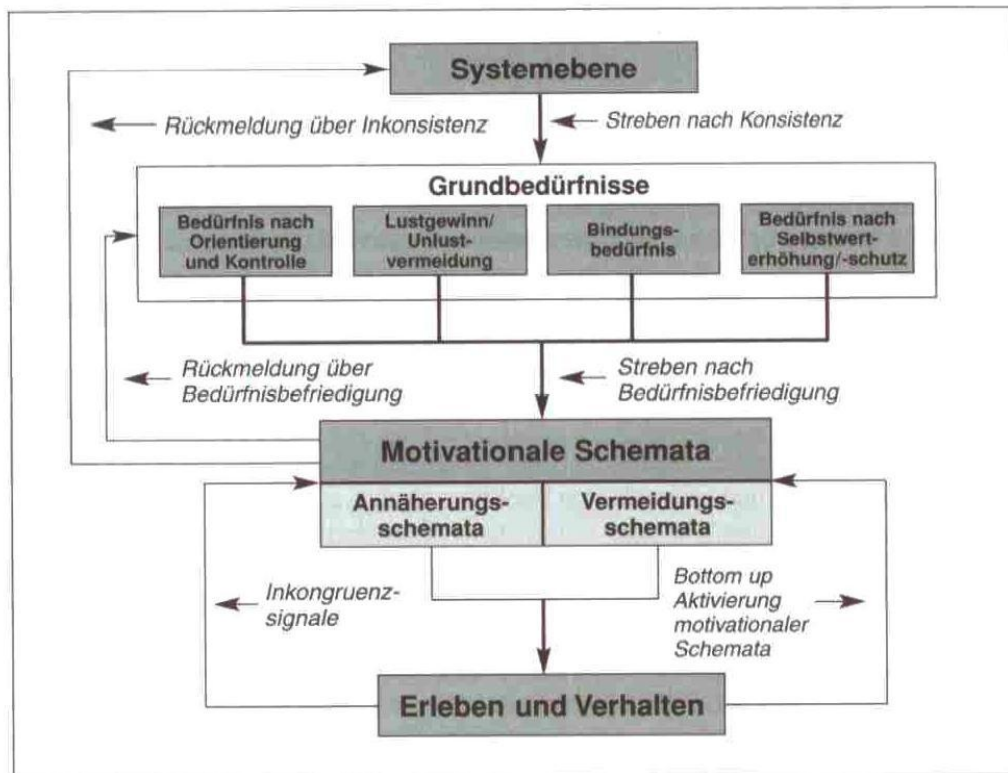 Systemebene
Rückmeldung über Inkonsistenz
Streben nach Konsistenz
Grundbedürfnisse
Bedürfnis nach
Orientierung
und Kontrolle
Lustgewinn/
Unlust-
vermeidung
Bindungs-
bedürfnis
Bedürfnis nach
Selbstwert-
erhöhung/-schutz
Rückmeldung über
Bedürfnisbefriedigung
Streben nach
Bedürfnisbefriedigung
Motivationale Schemata
Annäherungs-
schemata
Vermeidungs-
schemata
Inkongruenz-
signale
Bottom up
Aktivierung
motivationaler
Schemata
Erleben und Verhalten